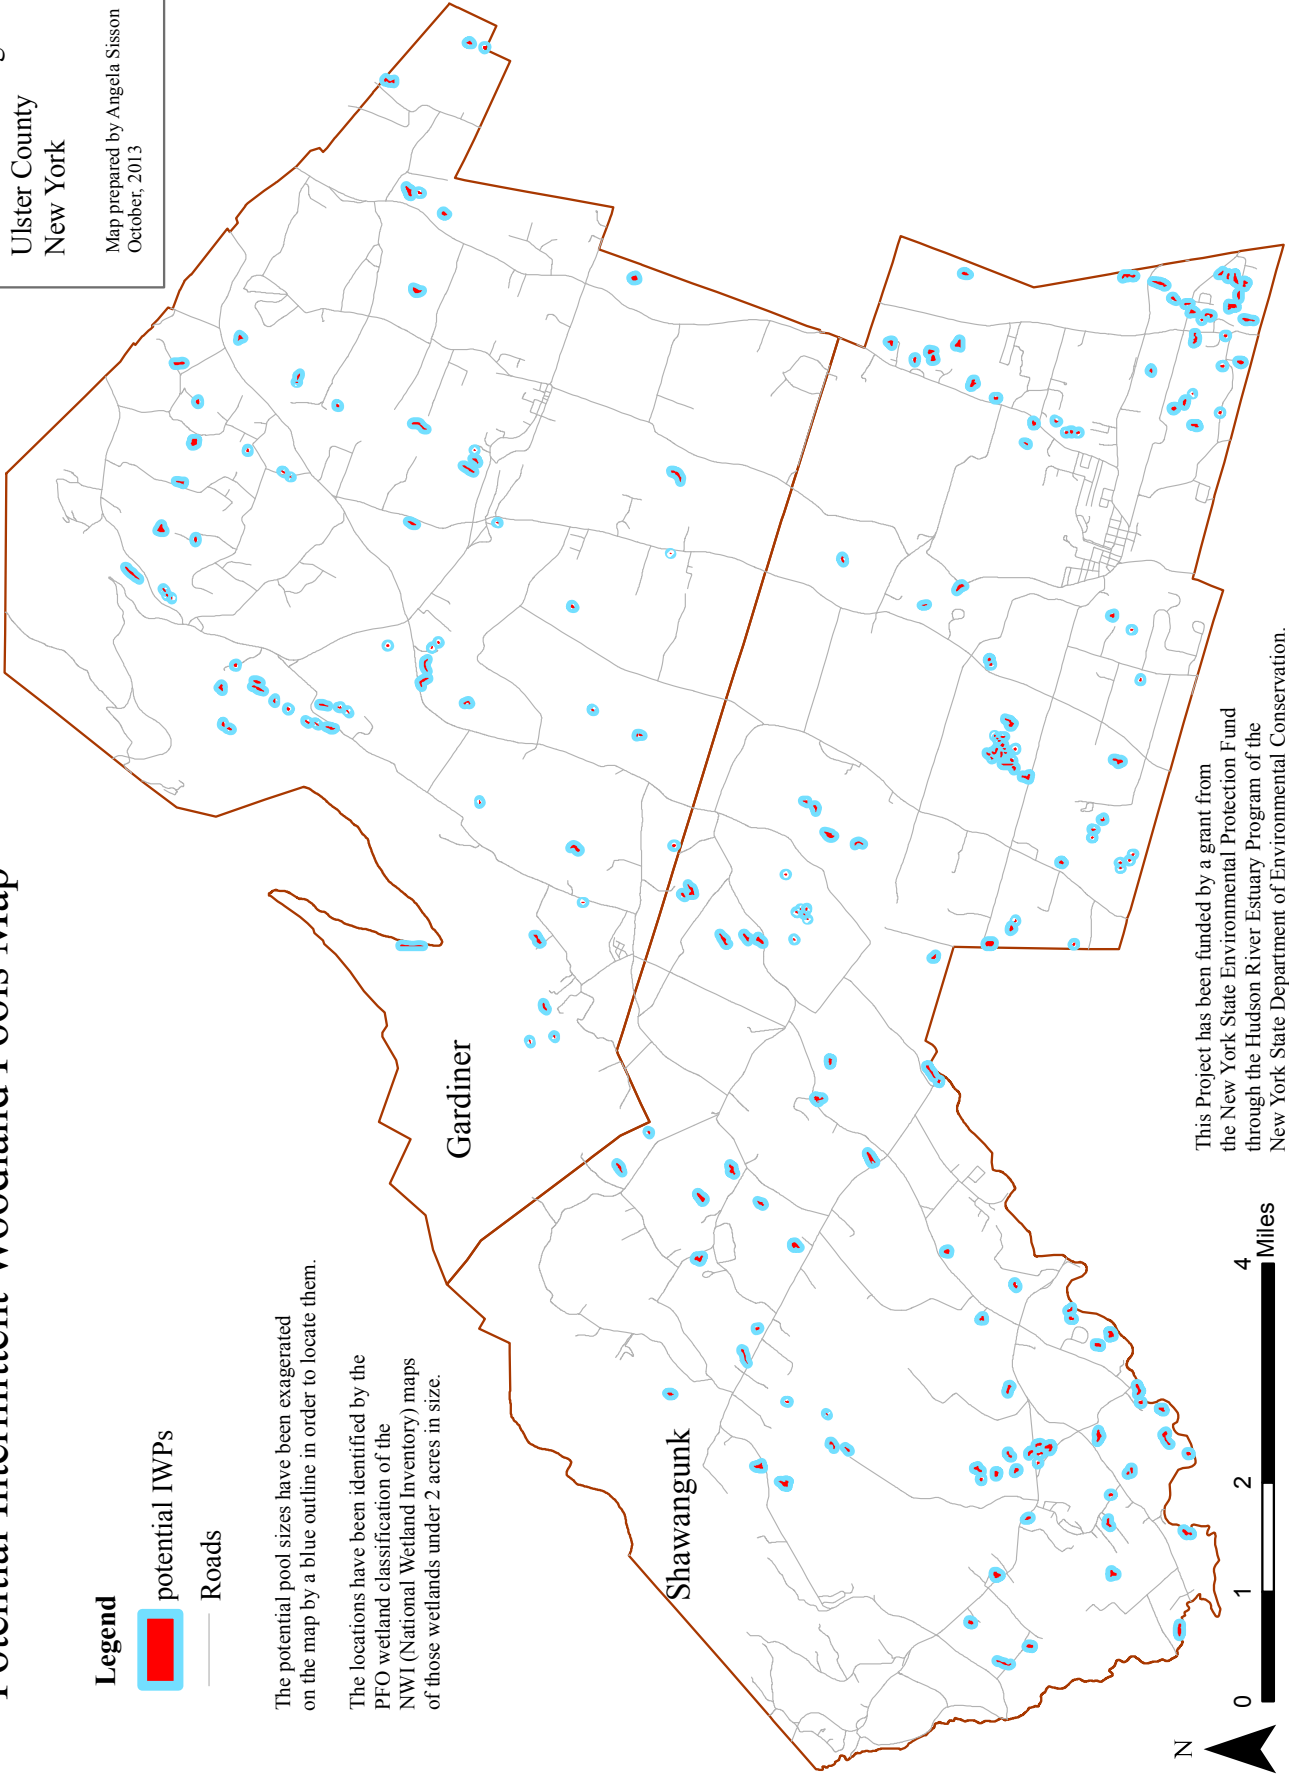 Potential Intermittent Woodland Pools Map
Ulster County
New York
Map prepared by Angela Sisson
October, 2013
Legend
potential IWPs
Roads
The potential pool sizes have been exagerated
on the map by a blue outline in order to locate them.
The locations have been identified by the
PFO wetland classification of the
NWI (National Wetland Inventory) maps
of those wetlands under 2 acres in size.
Gardiner
Shawangunk
N
0 1 2 4
Miles
This Project has been funded by a grant from
the New York State Environmental Protection Fund
through the Hudson River Estuary Program of the
New York State Department of Environmental Conservation.